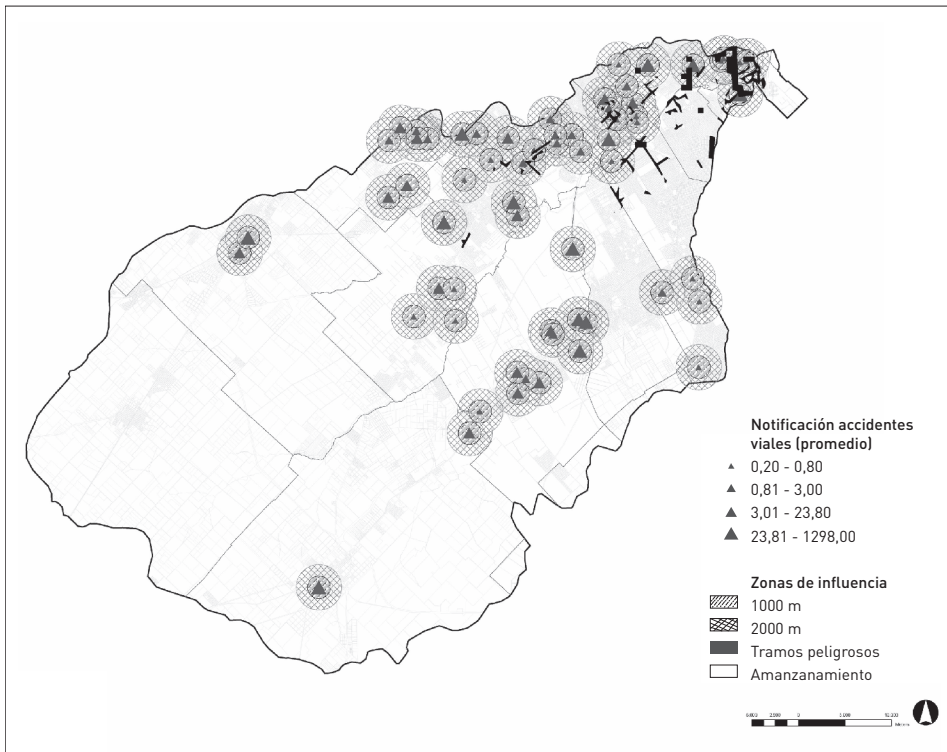 Notificación accidentes
viales (promedio)
0,20 - 0,80
0,81 - 3,00
3,01 - 23,80
23,81 - 1298,00
Zonas de influencia
1000 m
2000 m
Tramos peligrosos
Amanzanamiento
0